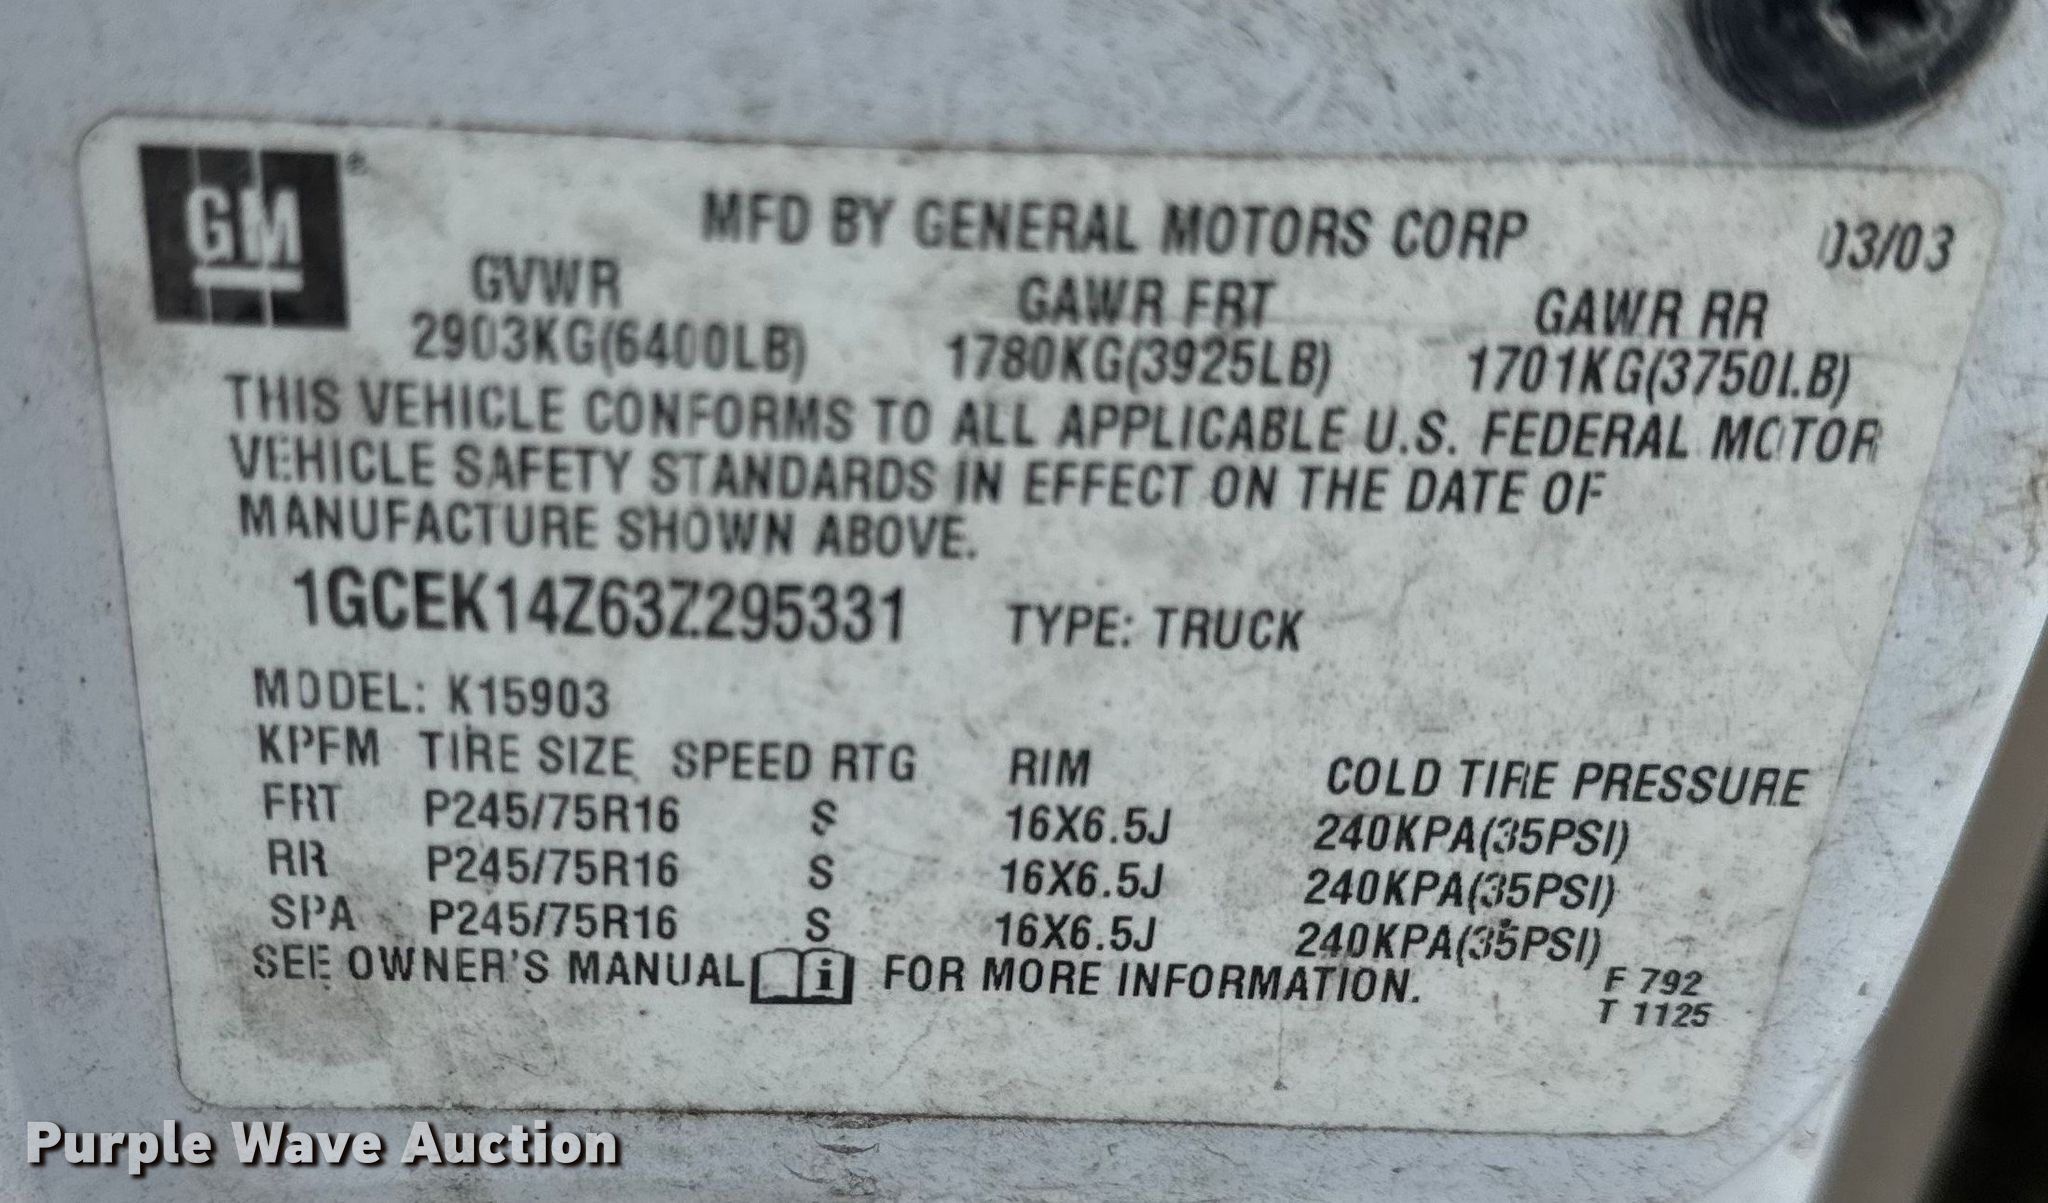 GM ®
MFD BY GENERAL MOTORS CORP 03/03
GVWR GAWR FRT GAWR RR
2903KG(6400LB) 1780KG(3925LB) 1701KG(3750LB)
THIS VEHICLE CONFORMS TO ALL APPLICABLE U.S. FEDERAL MOTOR
VEHICLE SAFETY STANDARDS IN EFFECT ON THE DATE OF
MANUFACTURE SHOWN ABOVE.
1GCEK14Z63Z295331 TYPE: TRUCK
MODEL: K15903
KPFM TIRE SIZE SPEED RTG RIM COLD TIRE PRESSURE
FRT P245/75R16 S 16X6.5J 240KPA(35PSI)
RR P245/75R16 S 16X6.5J 240KPA(35PSI)
SPA P245/75R16 S 16X6.5J 240KPA(35PSI)
SEE OWNER'S MANUAL i FOR MORE INFORMATION.
F 792
T 1125
Purple Wave Auction